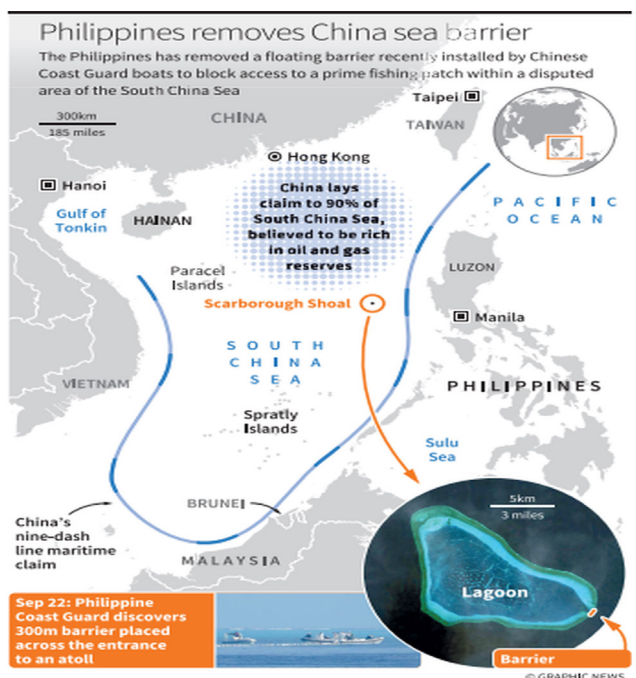 Philippines removes China sea barrier
The Philippines has removed a floating barrier recently installed by Chinese
Coast Guard boats to block access to a prime fishing patch within a disputed
area of the South China Sea
300km
185 miles
CHINA
Taipei
TAIWAN
Hong Kong
Hanoi
Gulf of
Tonkin
HAINAN
China lays
claim to 90% of
South China Sea,
believed to be rich
in oil and gas
reserves
PACIFIC
OCEAN
Paracel
Islands
LUZON
Scarborough Shoal
Manila
SOUTH
CHINA
SEA
VIETNAM
PHILIPPINES
Spratly
Islands
Sulu
Sea
BRUNEI
China's
nine-dash
line maritime
claim
MALAYSIA
5km
3 miles
Lagoon
Barrier
Sep 22: Philippine
Coast Guard discovers
300m barrier placed
across the entrance
to an atoll
© GRAPHIC NEWS